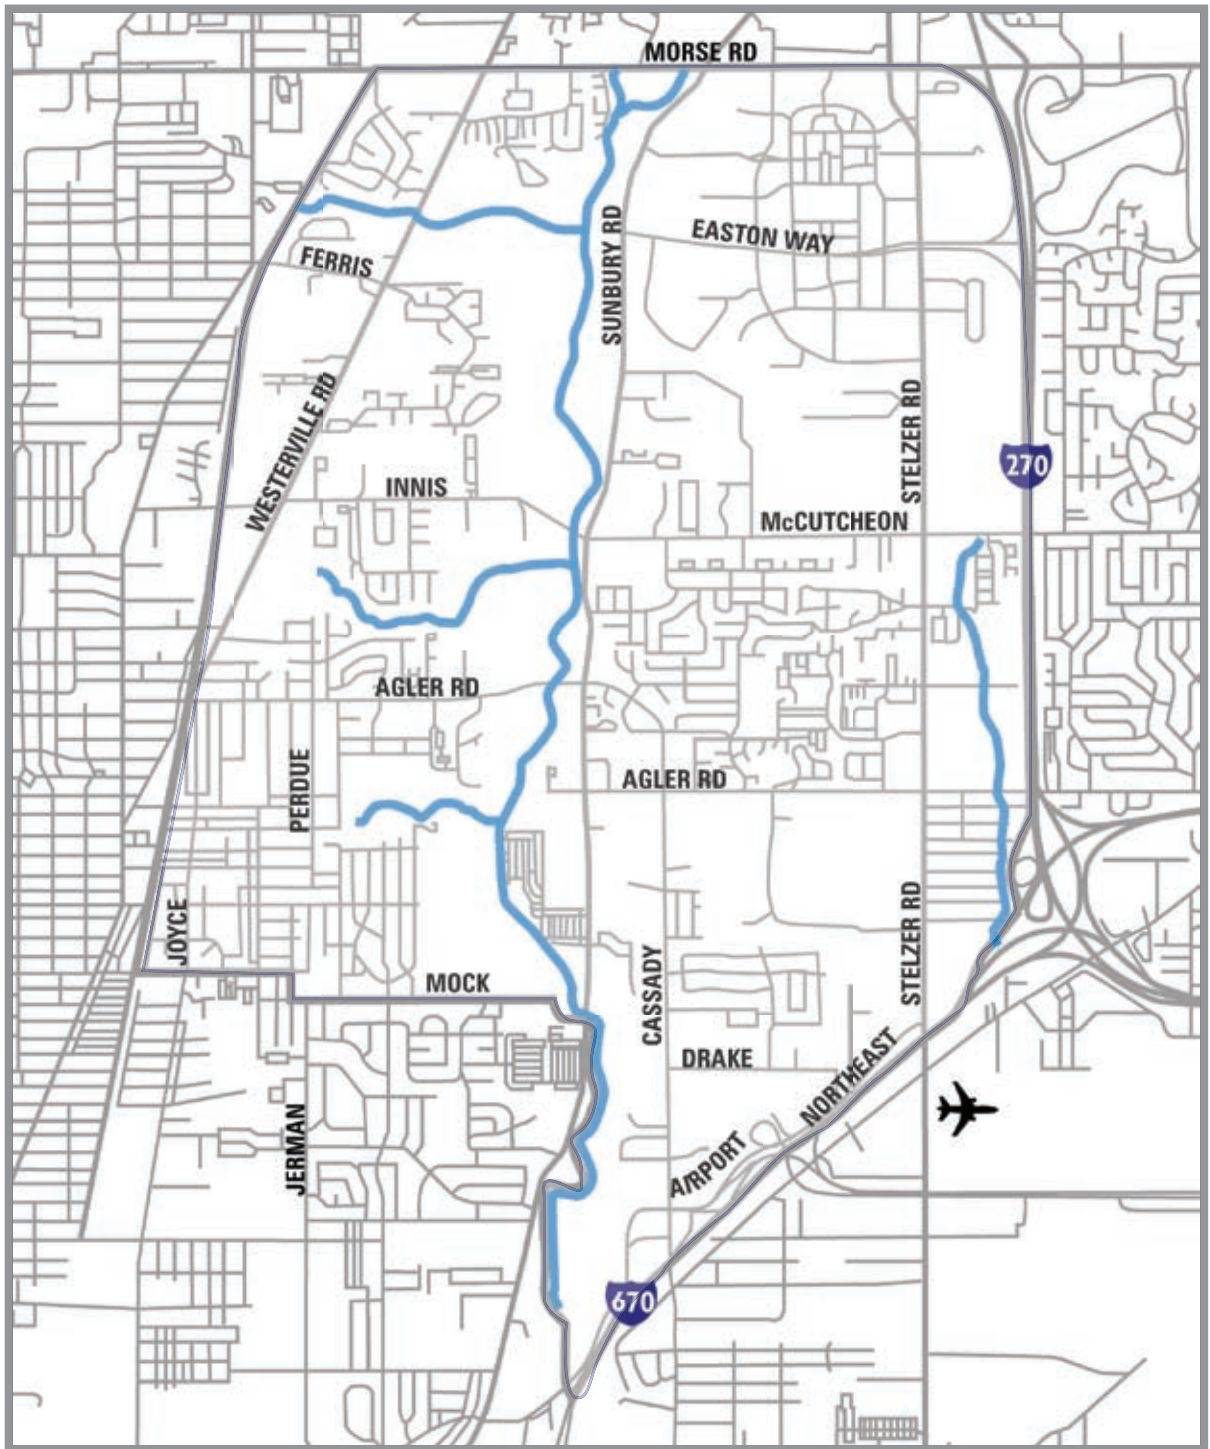 MORSE RD
SUNBURY RD
EASTON WAY
FERRIS
WESTERVILLE RD
STELZER RD
270
INNIS
McCUTCHEON
AGLER RD
PERDUE
AGLER RD
JOYCE
STELZER RD
CASSADY
MOCK
DRAKE
NORTHEAST
JERMAN
AIRPORT
670